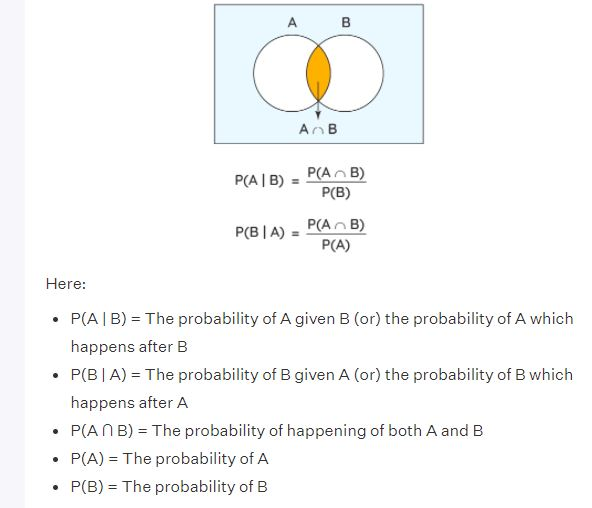 A B
A ∩ B
P(A | B) = P(A ∩ B)
P(B)
P(B | A) = P(A ∩ B)
P(A)
Here:
• P(A | B) = The probability of A given B (or) the probability of A which
happens after B
• P(B | A) = The probability of B given A (or) the probability of B which
happens after A
• P(A ∩ B) = The probability of happening of both A and B
• P(A) = The probability of A
• P(B) = The probability of B